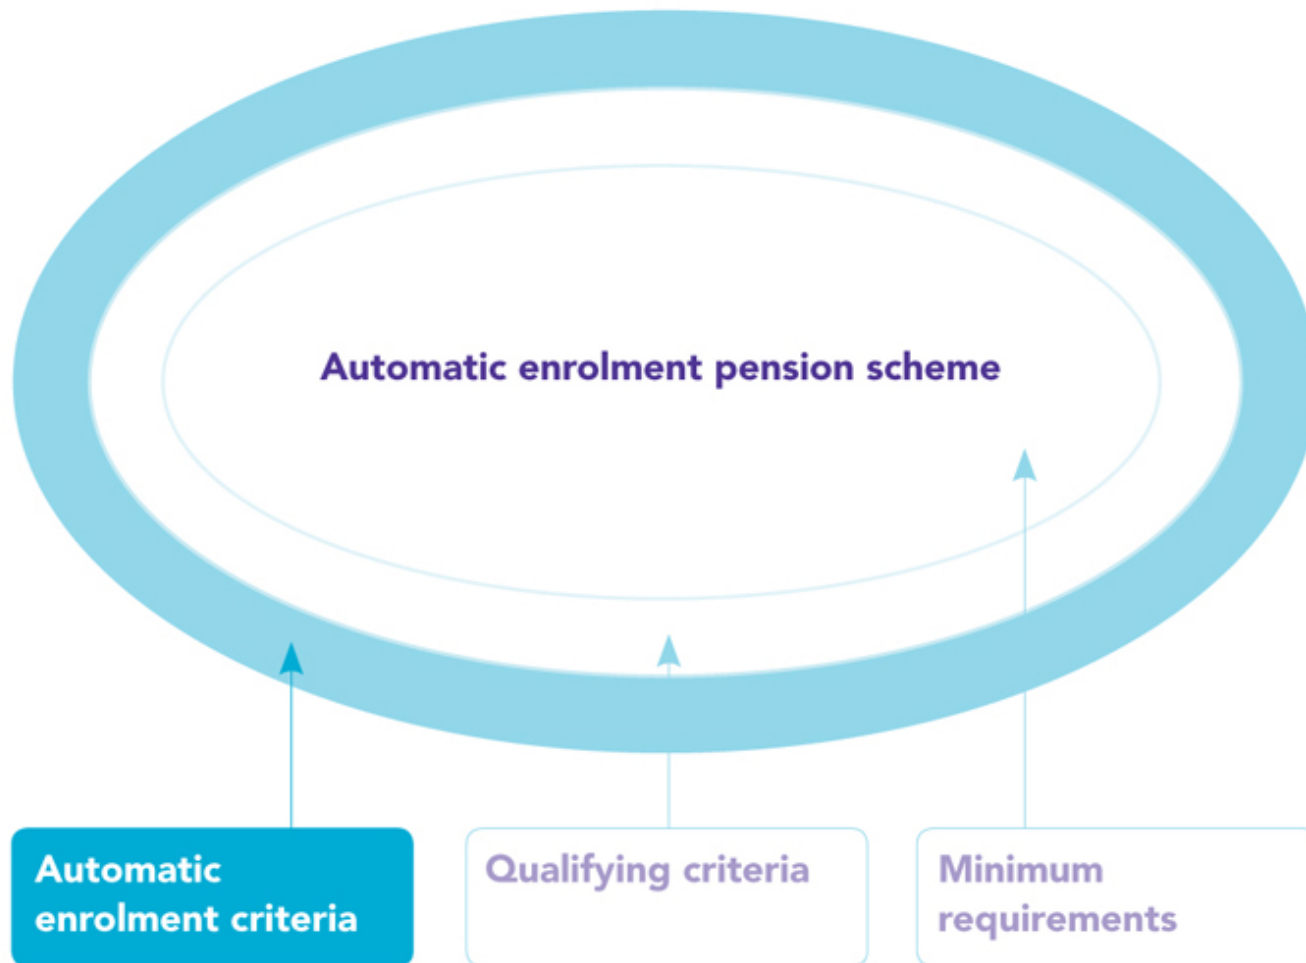 Automatic enrolment pension scheme
Automatic
enrolment criteria
Qualifying criteria
Minimum
requirements